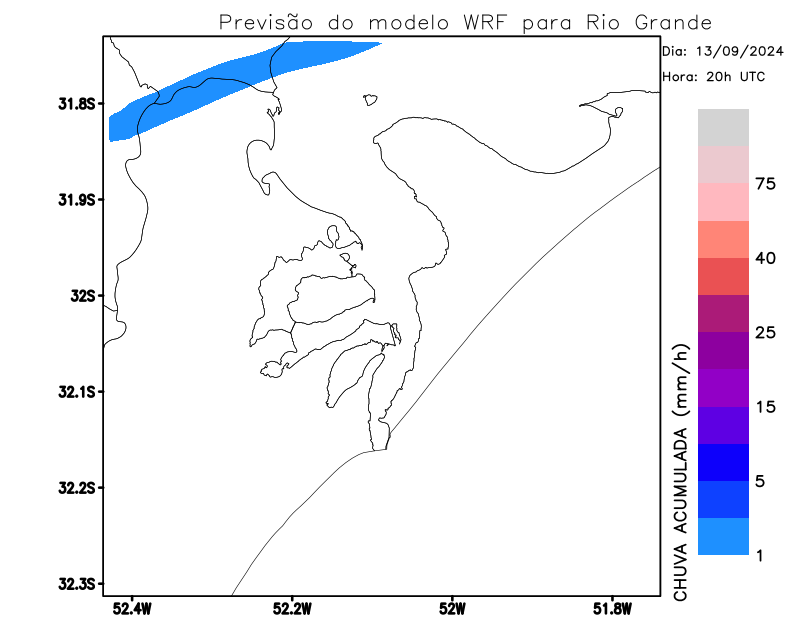 Previsão do modelo WRF para Rio Grande
Dia: 13/09/2024
Hora: 20h UTC
31.8S
31.9S
32S
32.1S
32.2S
32.3S
52.4W
52.2W
52W
51.8W
75
40
25
15
5
1
CHUVA ACUMULADA (mm/h)